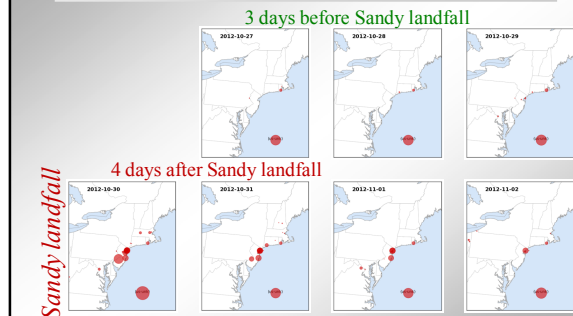 3 days before Sandy landfall
2012-10-27
2012-10-28
2012-10-29
4 days after Sandy landfall
Sandy landfall
2012-10-30
2012-10-31
2012-11-01
2012-11-02